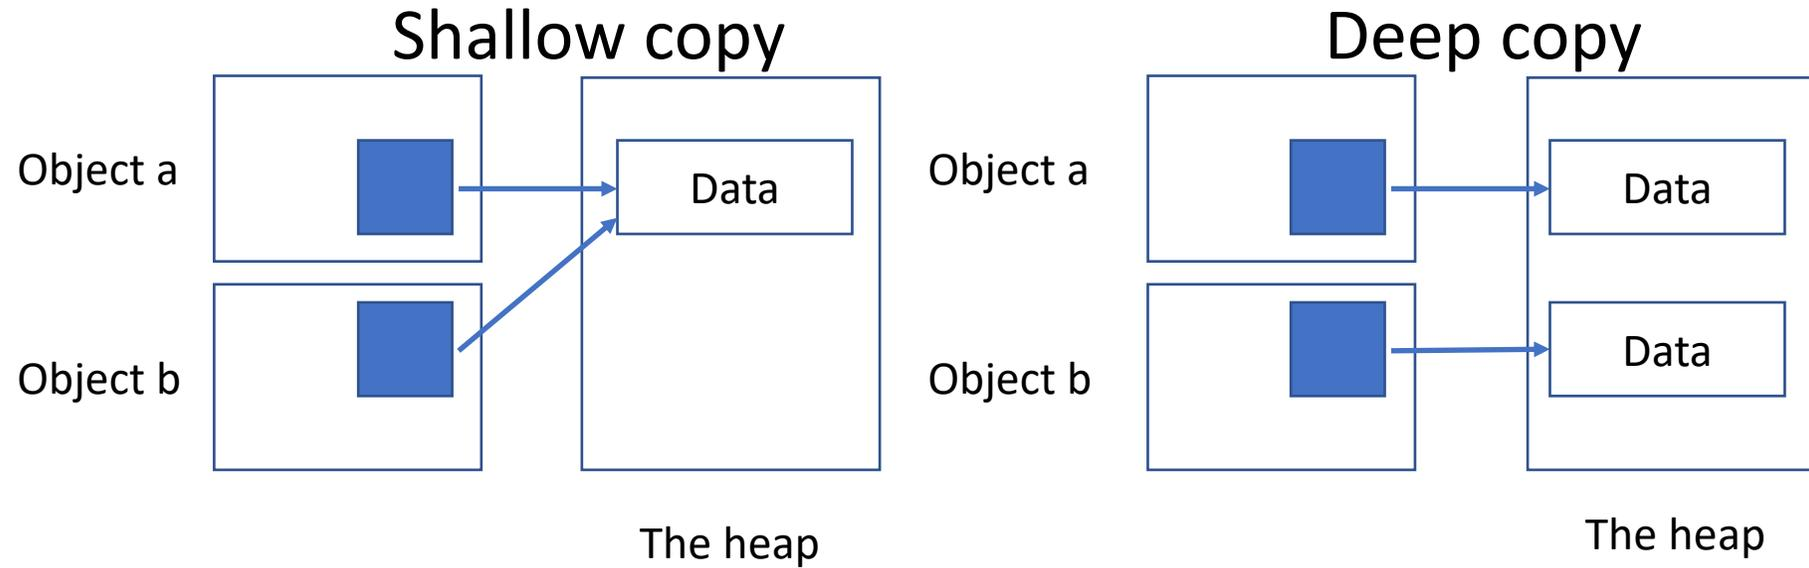 Shallow copy
Object a
Data
Object b
The heap
Deep copy
Object a
Data
Object b
Data
The heap